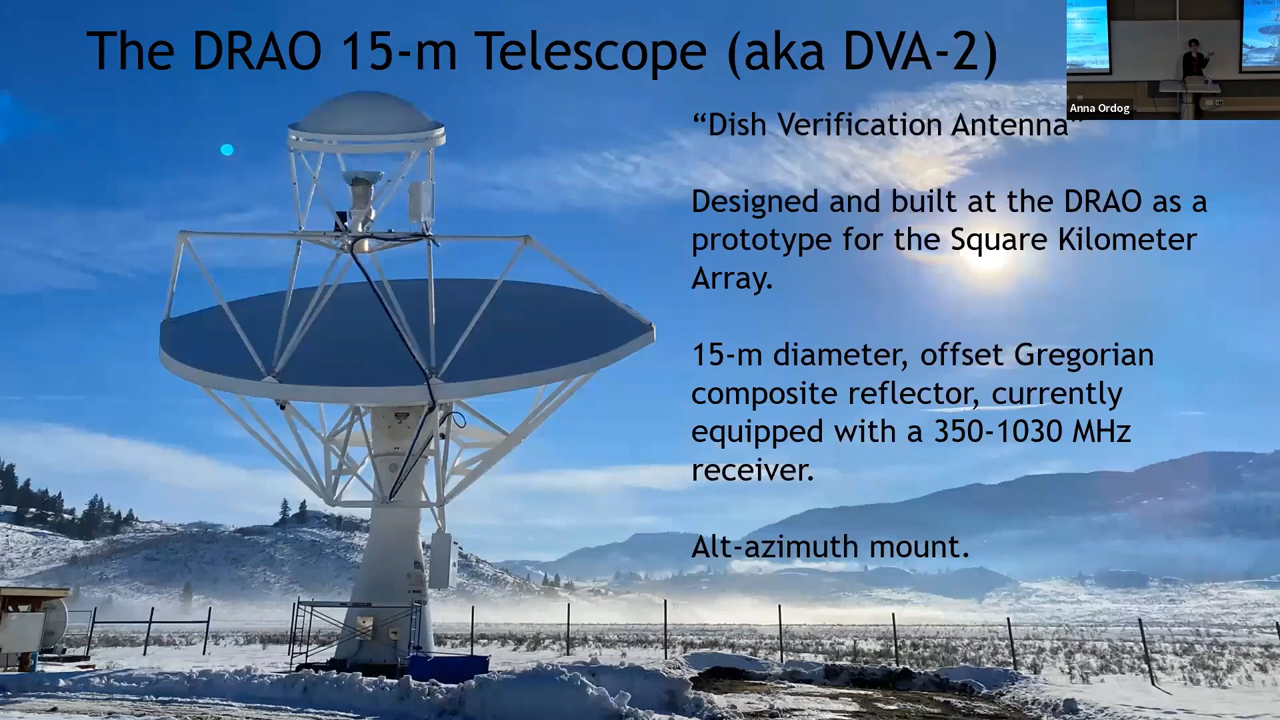 The DRAO 15-m Telescope (aka DVA-2)
Anna Ordog
“Dish Verification Antenna”
Designed and built at the DRAO as a
prototype for the Square Kilometer
Array.
15-m diameter, offset Gregorian
composite reflector, currently
equipped with a 350-1030 MHz
receiver.
Alt-azimuth mount.